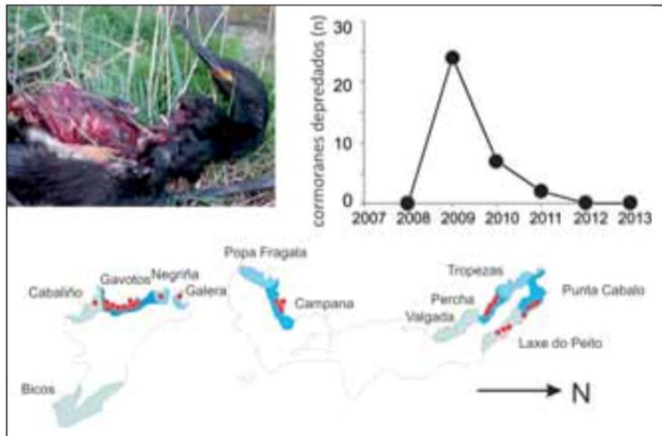 cormoranes depredados (n)
30
20
10
0
2007 2008 2009 2010 2011 2012 2013
Popa Fragata
Cabaliño
Gavotos
Negriña
Galera
Campana
Tropezas
Percha
Valgada
Punta Cabalo
Laxe do Peito
Bicos
N